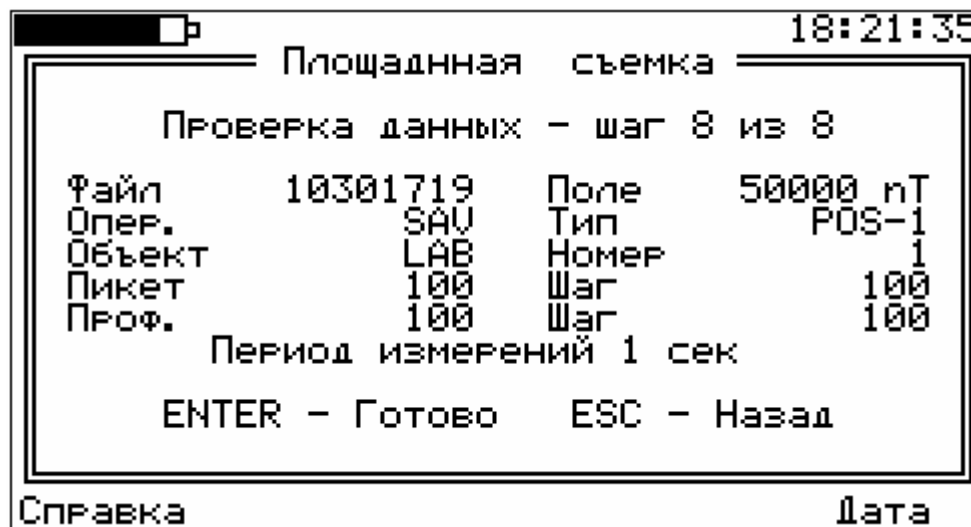 18:21:35
Площаднная съемка
Проверка данных - шаг 8 из 8
Файл 10301719 Поле 50000 nT
Опер. SAV Тип POS-1
Объект LAB Номер 1
Пикет 100 Шаг 100
Проф. 100 Шаг 100
Период измерений 1 сек
ENTER - Готово ESC - Назад
Справка Дата